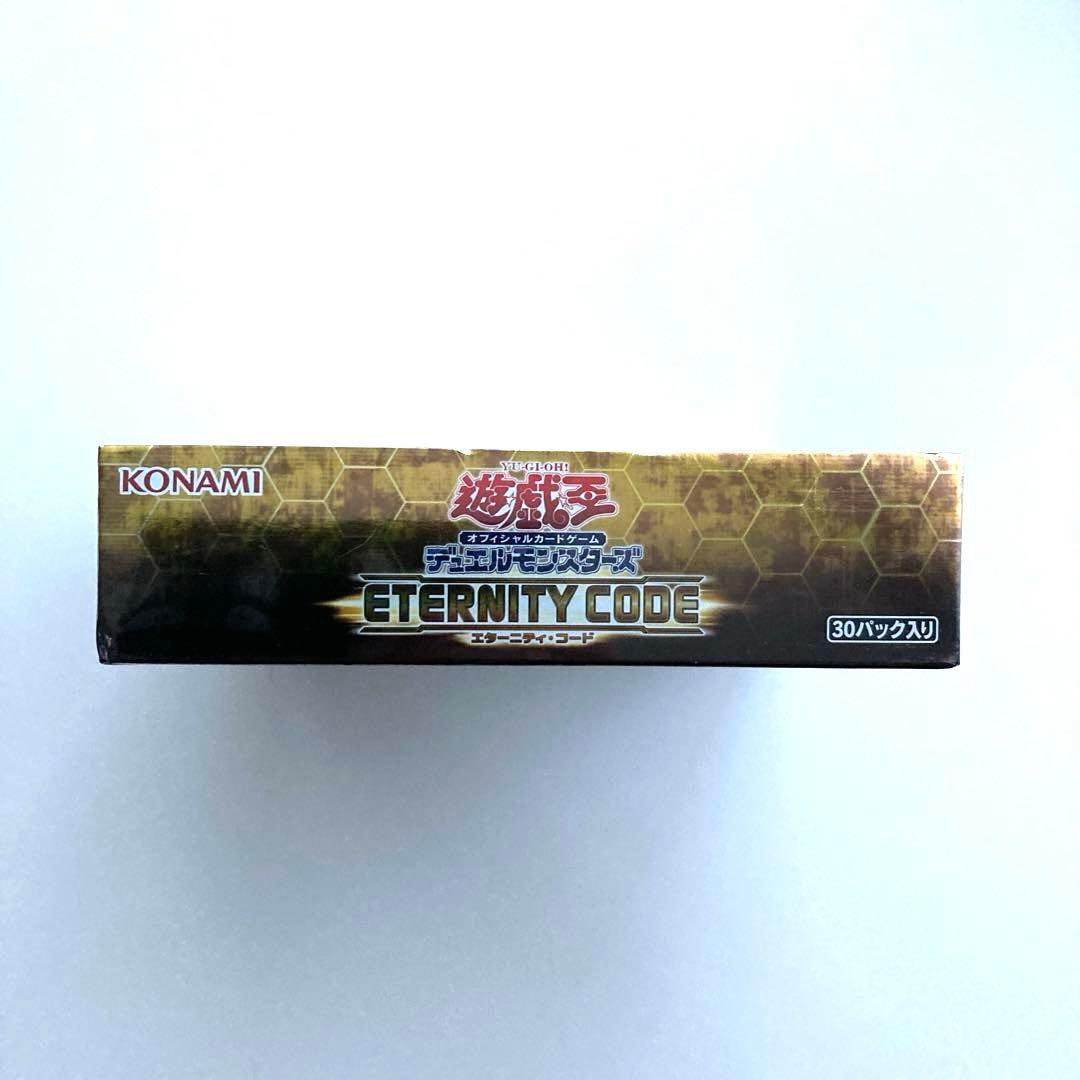 KONAMI
YU-GI-OH!
遊☆戯☆王
オフィシャルカードゲーム
デュエルモンスターズ
ETERNITY CODE
エターニティ・コード
30パック入り